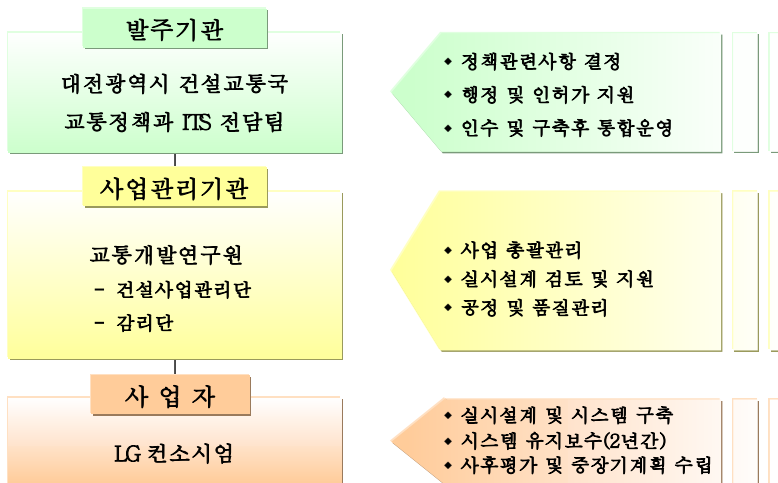 발주기관
대전광역시 건설교통국
교통정책과 ITS 전담팀
◆ 정책관련사항 결정
◆ 행정 및 인허가 지원
◆ 인수 및 구축후 통합운영
사업관리기관
교통개발연구원
- 건설사업관리단
- 감리단
◆ 사업 총괄관리
◆ 실시설계 검토 및 지원
◆ 공정 및 품질관리
사 업 자
LG 컨소시엄
◆ 실시설계 및 시스템 구축
◆ 시스템 유지보수(2년간)
◆ 사후평가 및 중장기계획 수립